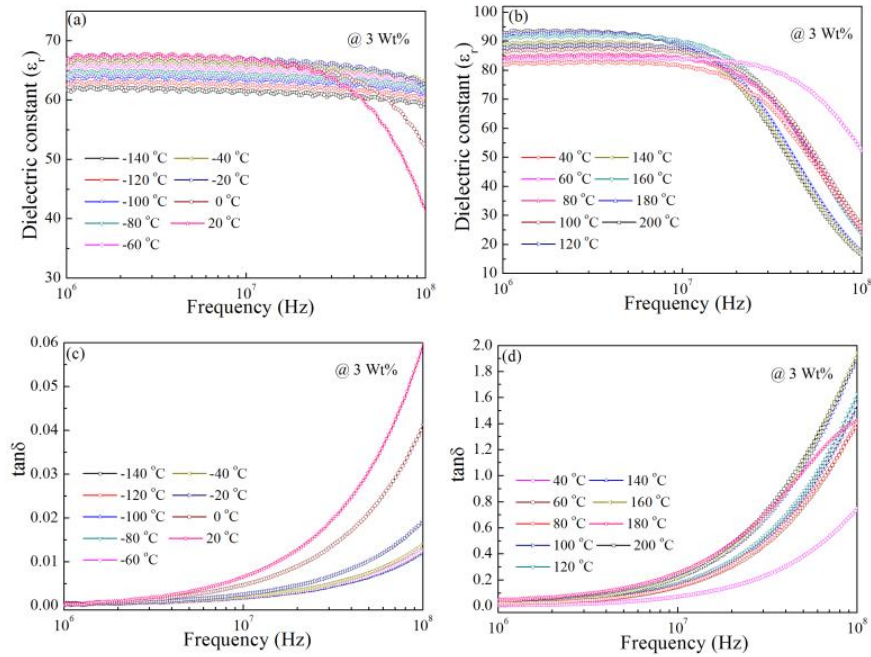 (a)
@ 3 Wt%
Dielectric constant (εr)
75
70
65
60
55
50
45
40
35
30
-140 °C
-40 °C
-120 °C
-20 °C
-100 °C
0 °C
-80 °C
20 °C
-60 °C
10^6
10^7
10^8
Frequency (Hz)
(b)
@ 3 Wt%
Dielectric constant (εr)
100
90
80
70
60
50
40
30
20
10
40 °C
140 °C
60 °C
160 °C
80 °C
180 °C
100 °C
200 °C
120 °C
10^6
10^7
10^8
Frequency (Hz)
(c)
@ 3 Wt%
tanδ
0.06
0.05
0.04
0.03
0.02
0.01
0.00
-140 °C
-40 °C
-120 °C
-20 °C
-100 °C
0 °C
-80 °C
20 °C
-60 °C
10^6
10^7
10^8
Frequency (Hz)
(d)
@ 3 Wt%
tanδ
2.0
1.8
1.6
1.4
1.2
1.0
0.8
0.6
0.4
0.2
0.0
40 °C
140 °C
60 °C
160 °C
80 °C
180 °C
100 °C
200 °C
120 °C
10^6
10^7
10^8
Frequency (Hz)